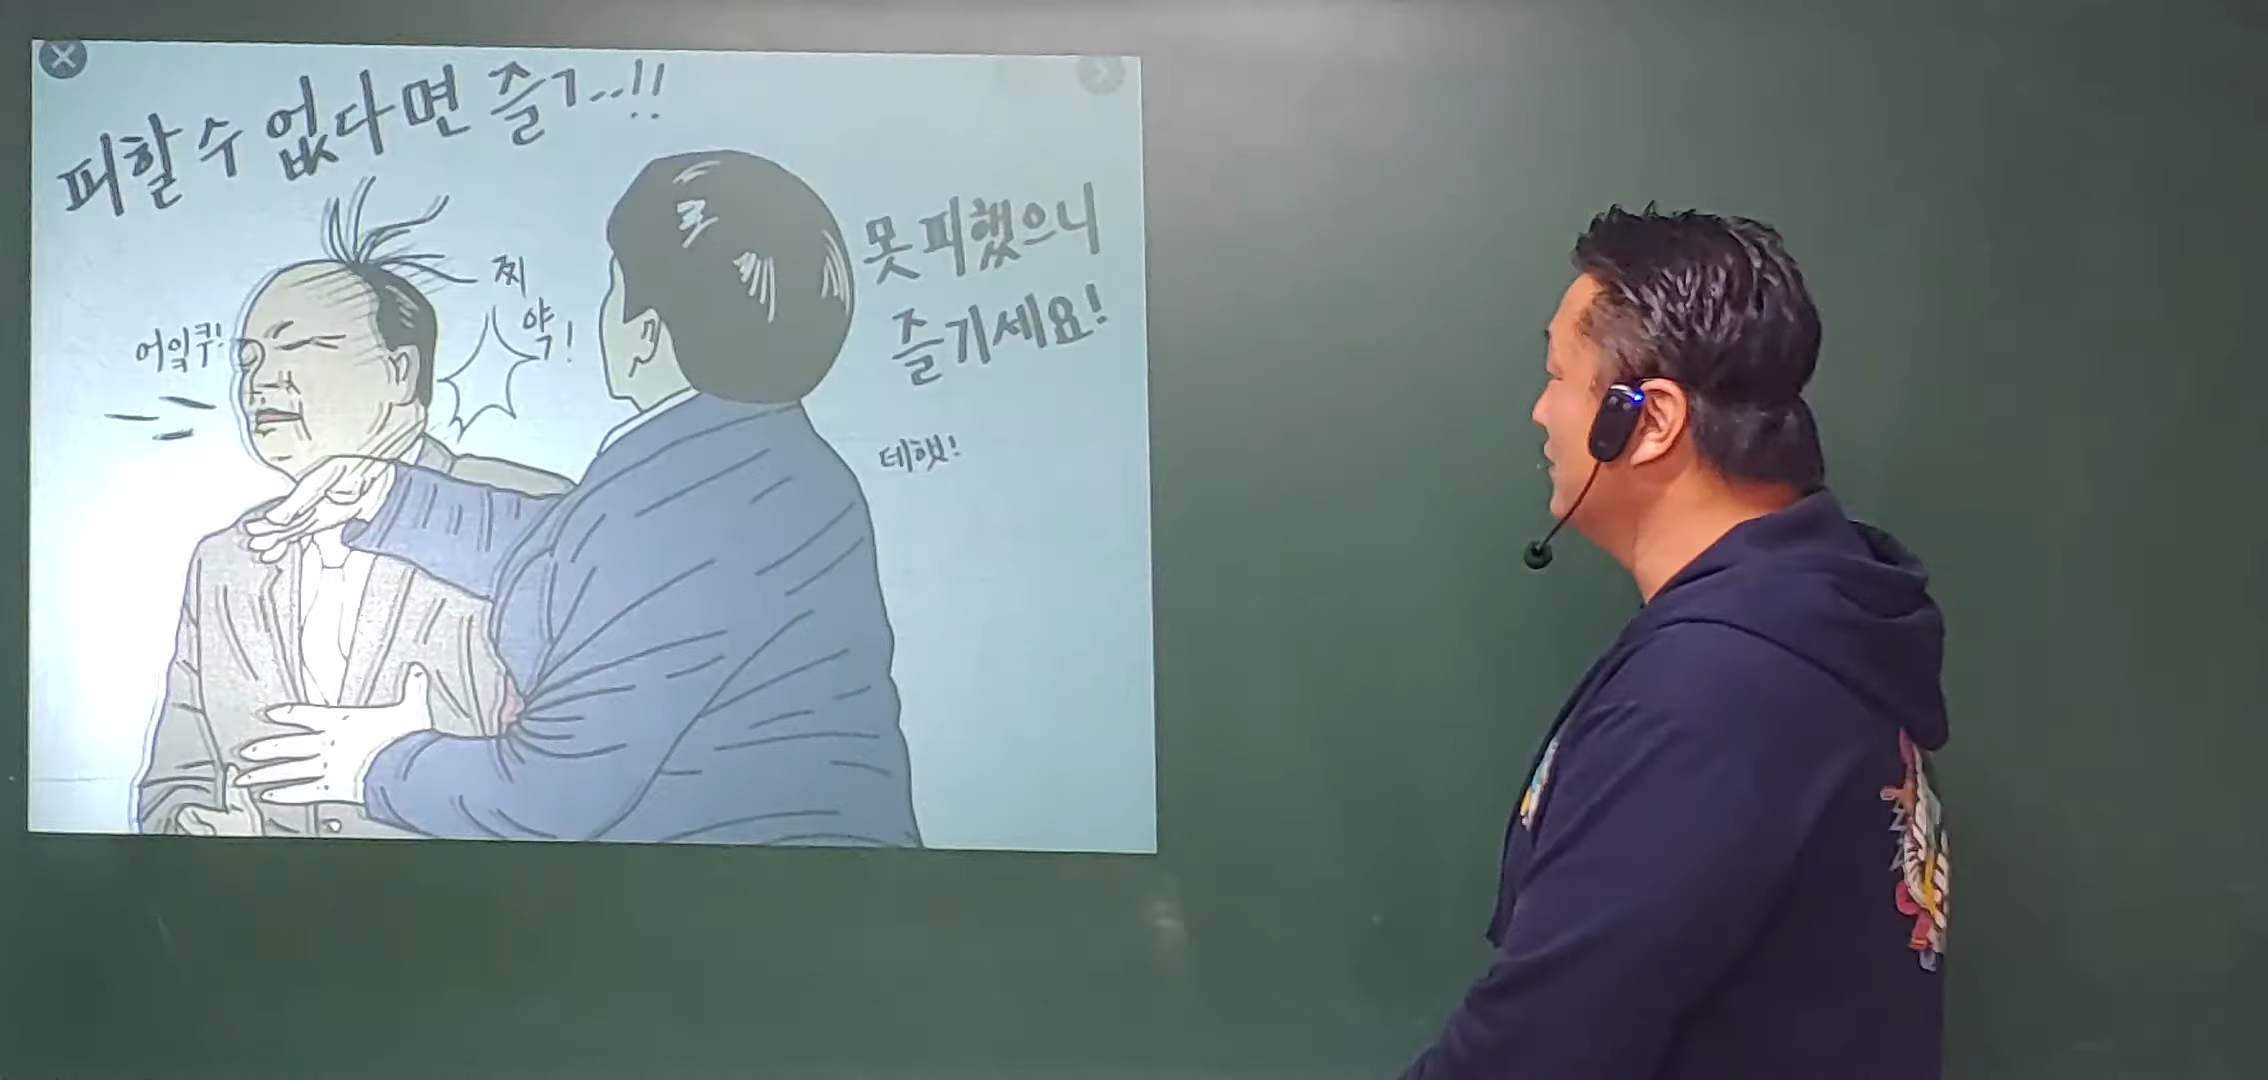 피할 수 없다면 즐ㄱ...!!
찌
약!
어익쿠!
못 피했으니
즐기세요!
데헷!